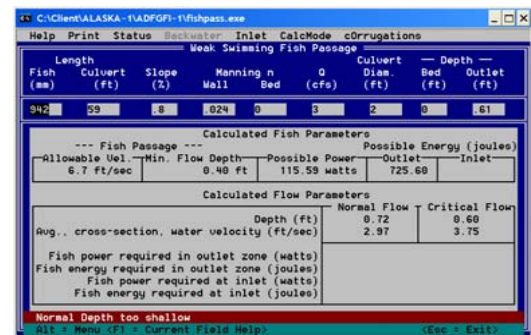 C:\Client\ALASKA~1\ADFGFI~1\fishpass.exe
Help Print Status Backwater Inlet CalcMode cOrrugations
Weak Swimming Fish Passage
Length Culvert — Depth —
Fish Culvert Slope Manning n Q Diam. Bed Outlet
(mm) (ft) (%) Wall Bed (cfs) (ft) (ft) (ft)
942 59 .8 .024 0 3 2 0 .61
Calculated Fish Parameters
--- Fish Passage --- Possible Energy (joules)
Allowable Vel. Min. Flow Depth Possible Power Outlet Inlet
6.7 ft/sec 0.40 ft 115.59 watts 725.60
Calculated Flow Parameters
Normal Flow Critical Flow
Depth (ft) 0.72 0.60
Avg., cross-section, water velocity (ft/sec) 2.97 3.75
Fish power required in outlet zone (watts)
Fish energy required in outlet zone (joules)
Fish power required at inlet (watts)
Fish energy required at inlet (joules)
Normal Depth too shallow
Alt = Menu <F1 = Current Field Help> <Esc = Exit>